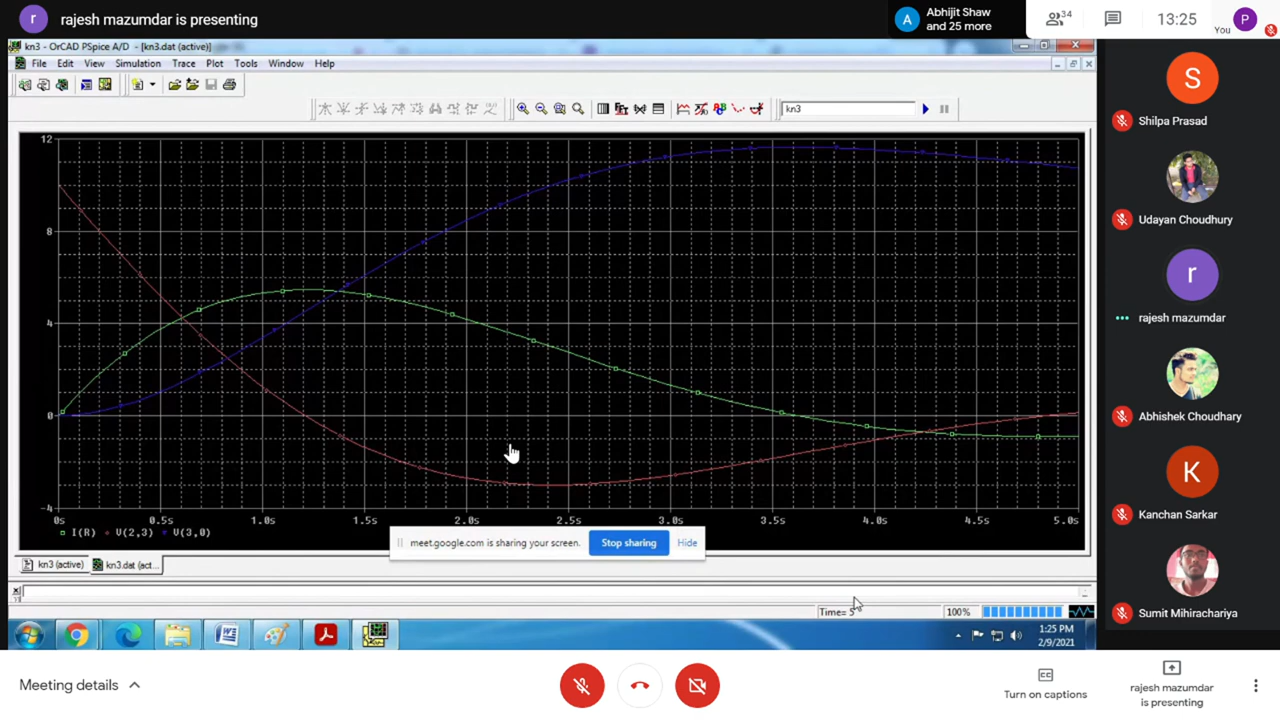 r rajesh mazumdar is presenting
A Abhijit Shaw and 25 more
34
13:25
You P
kn3 - OrCAD PSpice A/D - [kn3.dat (active)]
File Edit View Simulation Trace Plot Tools Window Help
kn3
12
8
4
0
-4
0s 0.5s 1.0s 1.5s 2.0s 2.5s 3.0s 3.5s 4.0s 4.5s 5.0s
I(R) V(2,3) V(3,0)
meet.google.com is sharing your screen. Stop sharing Hide
kn3 (active) kn3.dat (act...
Time= 5 100%
1:25 PM
2/9/2021
S
Shilpa Prasad
Udayan Choudhury
r
rajesh mazumdar
Abhishek Choudhary
K
Kanchan Sarkar
Sumit Mihirachariya
Meeting details
Turn on captions
rajesh mazumdar
is presenting